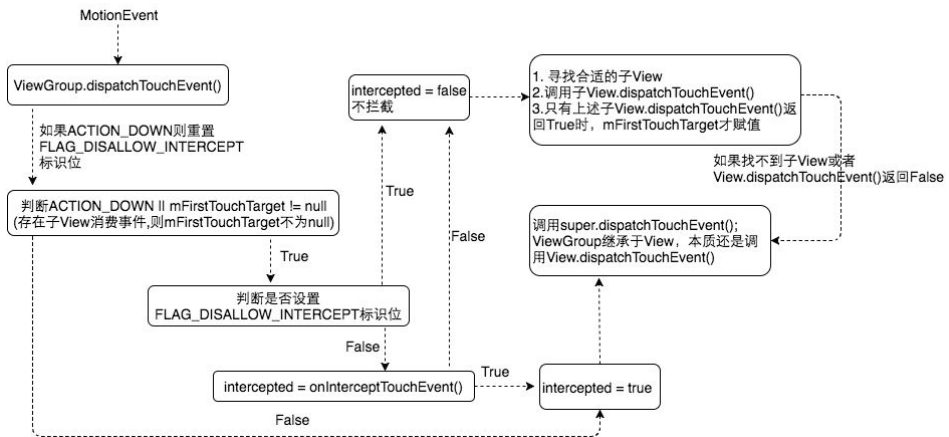 MotionEvent
ViewGroup.dispatchTouchEvent()
如果ACTION_DOWN则重置
FLAG_DISALLOW_INTERCEPT
标识位
判断ACTION_DOWN || mFirstTouchTarget != null
(存在子View消费事件,则mFirstTouchTarget不为null)
True
判断是否设置
FLAG_DISALLOW_INTERCEPT标识位
False
intercepted = onInterceptTouchEvent()
False
True
intercepted = false
不拦截
False
True
intercepted = true
1. 寻找合适的子View
2.调用子View.dispatchTouchEvent()
3.只有上述子View.dispatchTouchEvent()返
回True时，mFirstTouchTarget才赋值
如果找不到子View或者
View.dispatchTouchEvent()返回False
调用super.dispatchTouchEvent();
ViewGroup继承于View，本质还是调
用View.dispatchTouchEvent()